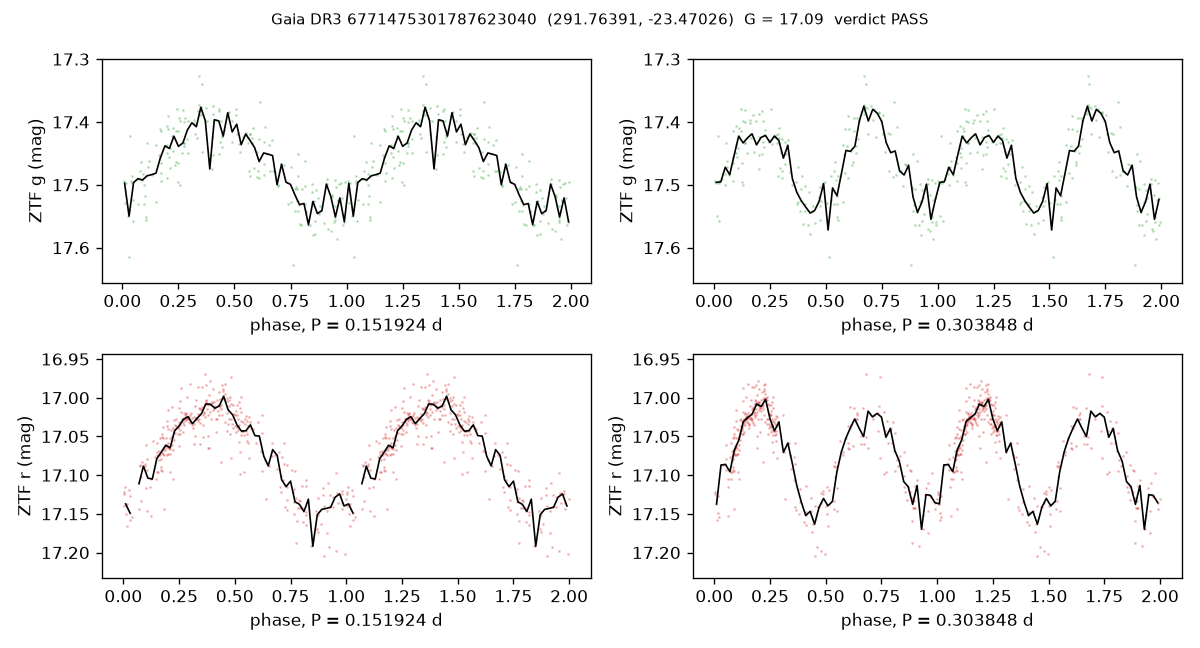 Gaia DR3 6771475301787623040  (291.76391, -23.47026)  G = 17.09  verdict PASS
17.3
17.4
17.5
17.6
ZTF g (mag)
0.00 0.25 0.50 0.75 1.00 1.25 1.50 1.75 2.00
phase, P = 0.151924 d
17.3
17.4
17.5
17.6
ZTF g (mag)
0.00 0.25 0.50 0.75 1.00 1.25 1.50 1.75 2.00
phase, P = 0.303848 d
16.95
17.00
17.05
17.10
17.15
17.20
ZTF r (mag)
0.00 0.25 0.50 0.75 1.00 1.25 1.50 1.75 2.00
phase, P = 0.151924 d
16.95
17.00
17.05
17.10
17.15
17.20
ZTF r (mag)
0.00 0.25 0.50 0.75 1.00 1.25 1.50 1.75 2.00
phase, P = 0.303848 d